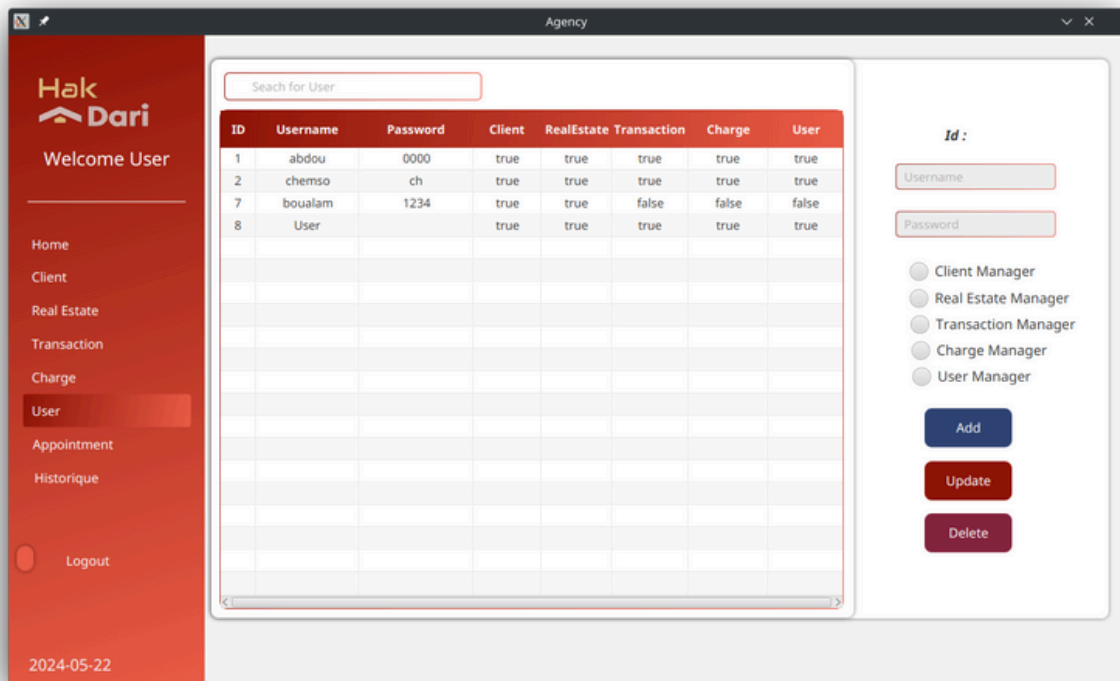 Agency
Hak
Dari
Welcome User
Home
Client
Real Estate
Transaction
Charge
User
Appointment
Historique
Logout
2024-05-22
Seach for User
ID Username Password Client RealEstate Transaction Charge User
1 abdou 0000 true true true true true
2 chemso ch true true true true true
7 boualam 1234 true true false false false
8 User true true true true true
Id :
Username
Password
Client Manager
Real Estate Manager
Transaction Manager
Charge Manager
User Manager
Add
Update
Delete